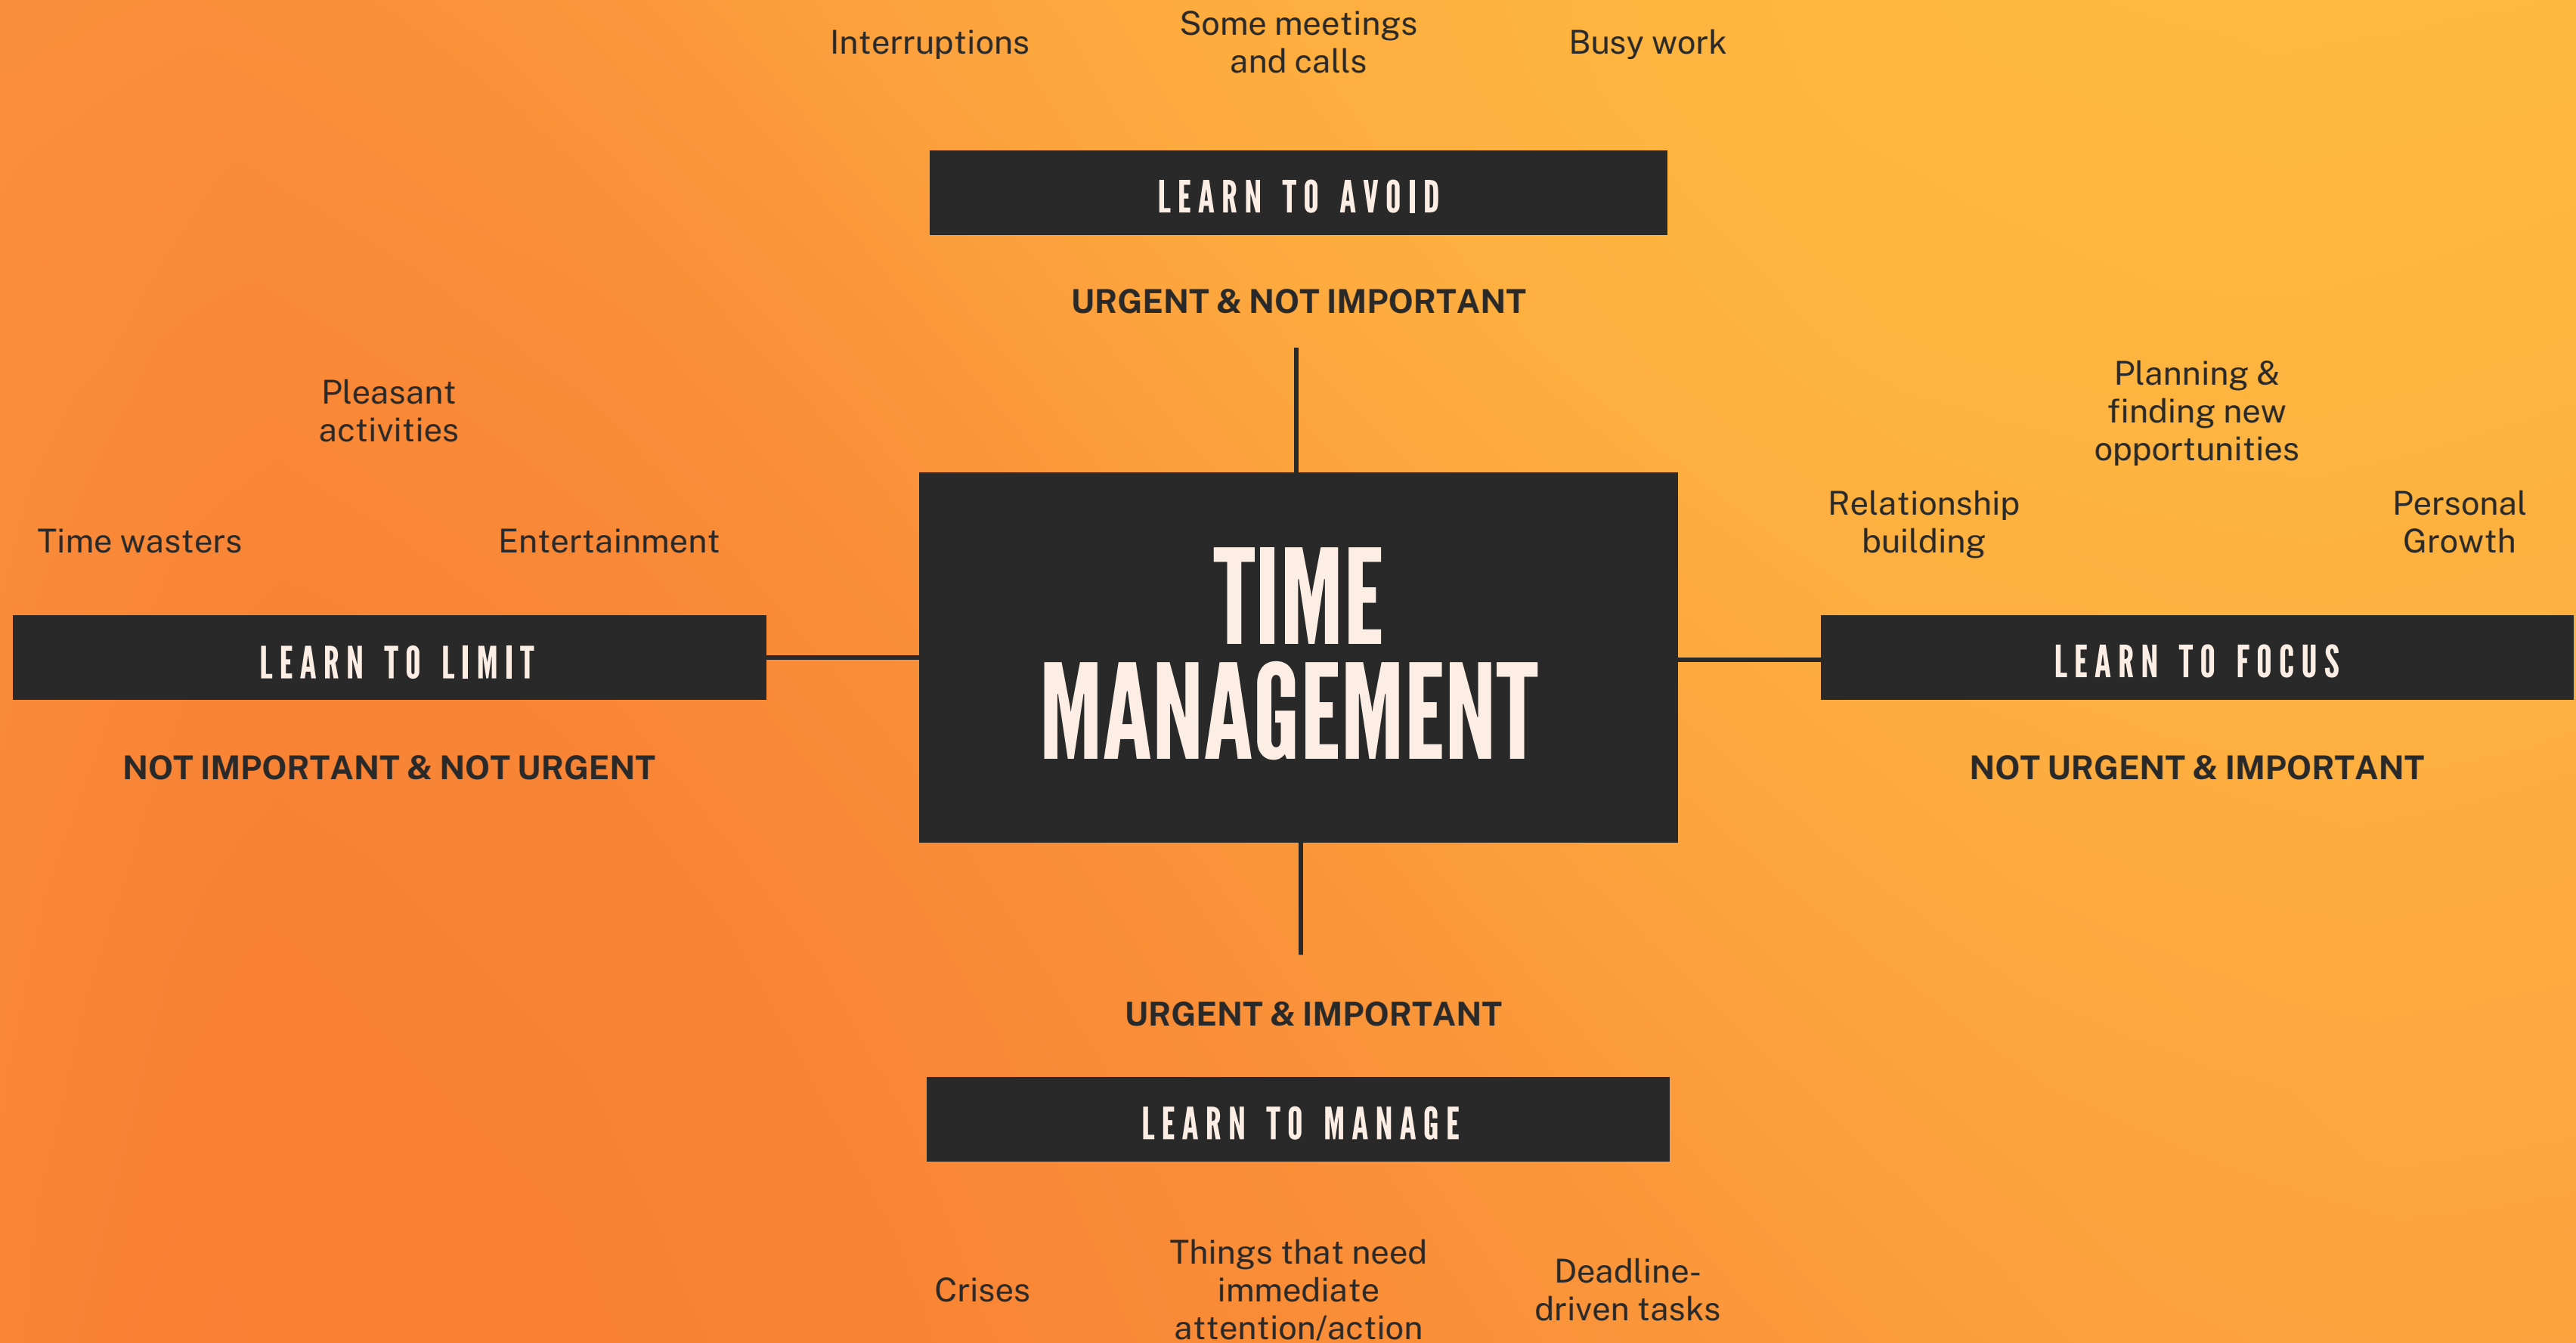 Interruptions
Some meetings
and calls
Busy work
LEARN TO AVOID
URGENT & NOT IMPORTANT
Pleasant
activities
Time wasters
Entertainment
LEARN TO LIMIT
NOT IMPORTANT & NOT URGENT
TIME
MANAGEMENT
Planning &
finding new
opportunities
Relationship
building
Personal
Growth
LEARN TO FOCUS
NOT URGENT & IMPORTANT
URGENT & IMPORTANT
LEARN TO MANAGE
Crises
Things that need
immediate
attention/action
Deadline-
driven tasks